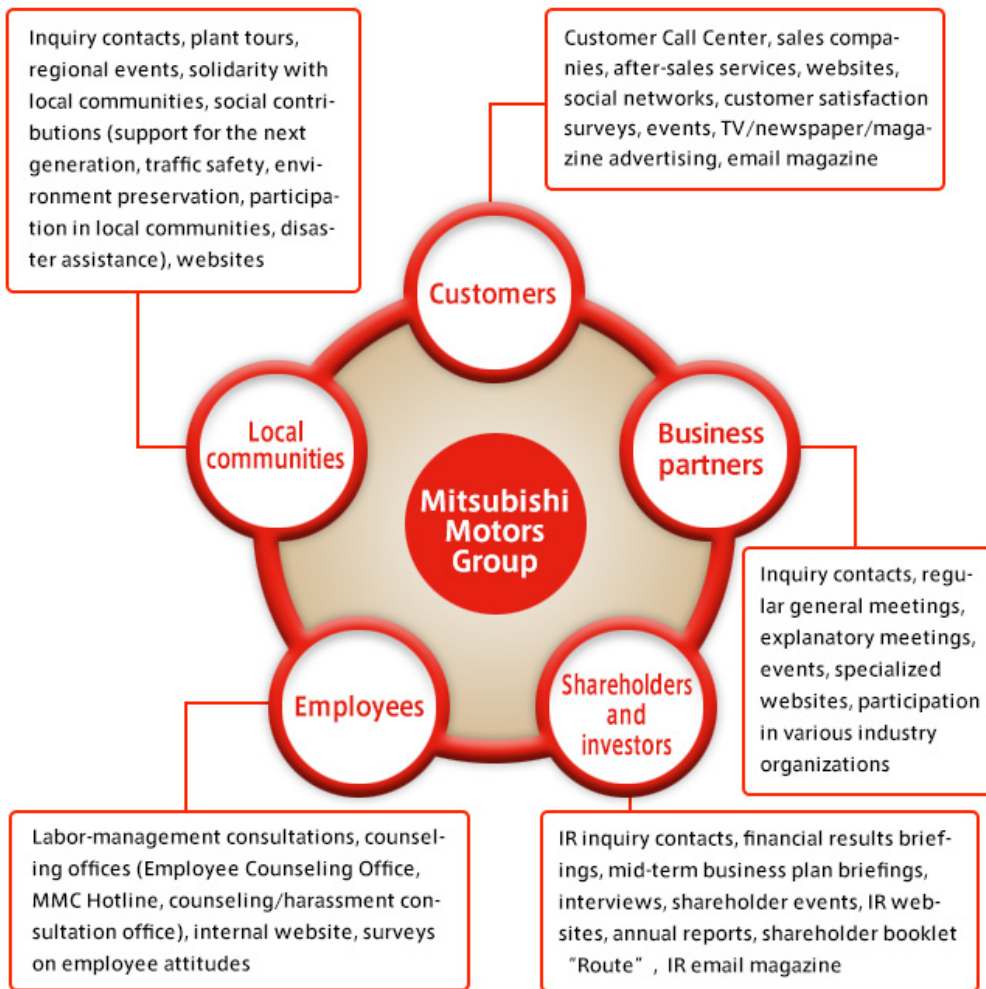 Inquiry contacts, plant tours,
regional events, solidarity with
local communities, social contri-
butions (support for the next
generation, traffic safety, envi-
ronment preservation, participa-
tion in local communities, disas-
ter assistance), websites
Customer Call Center, sales compa-
nies, after-sales services, websites,
social networks, customer satisfaction
surveys, events, TV/newspaper/maga-
zine advertising, email magazine
Customers
Local
communities
Business
partners
Mitsubishi
Motors
Group
Inquiry contacts, regu-
lar general meetings,
explanatory meetings,
events, specialized
websites, participation
in various industry
organizations
Employees
Shareholders
and
investors
Labor-management consultations, counsel-
ing offices (Employee Counseling Office,
MMC Hotline, counseling/harassment con-
sultation office), internal website, surveys
on employee attitudes
IR inquiry contacts, financial results brief-
ings, mid-term business plan briefings,
interviews, shareholder events, IR web-
sites, annual reports, shareholder booklet
“Route” , IR email magazine